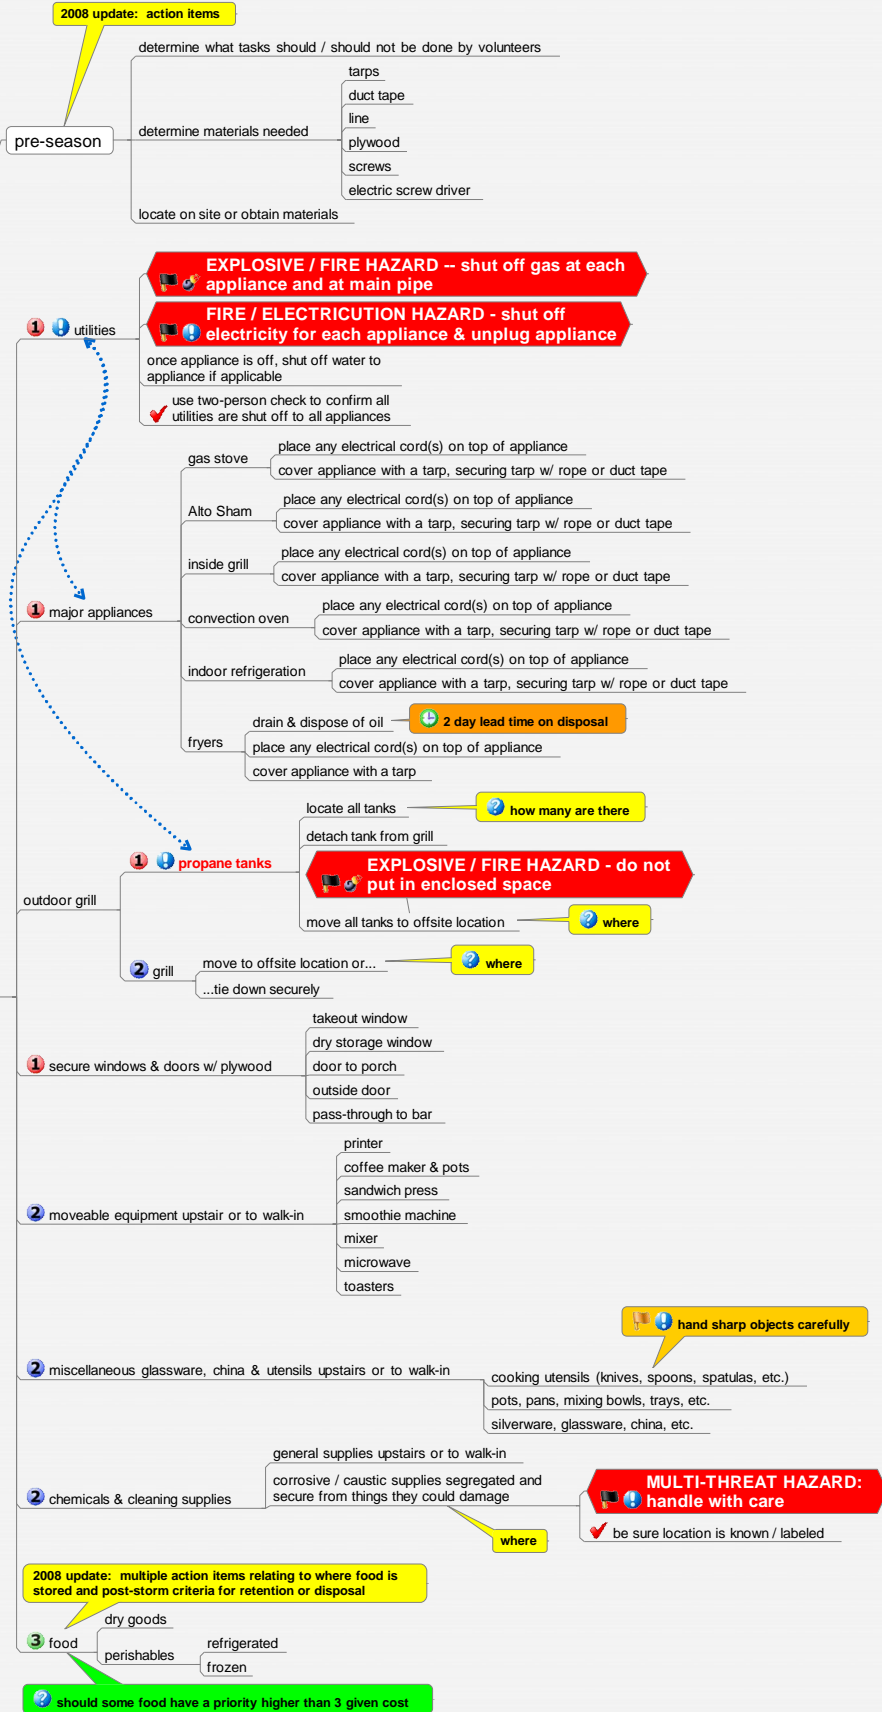 2008 update:  action items
determine what tasks should / should not be done by volunteers
tarps
duct tape
line
determine materials needed
pre-season
plywood
screws
electric screw driver
locate on site or obtain materials
EXPLOSIVE / FIRE HAZARD -- shut off gas at each
appliance and at main pipe
FIRE / ELECTRICUTION HAZARD - shut off
electricity for each appliance & unplug appliance
1 utilities
once appliance is off, shut off water to
appliance if applicable
use two-person check to confirm all
utilities are shut off to all appliances
gas stove
place any electrical cord(s) on top of appliance
cover appliance with a tarp, securing tarp w/ rope or duct tape
Alto Sham
place any electrical cord(s) on top of appliance
cover appliance with a tarp, securing tarp w/ rope or duct tape
inside grill
place any electrical cord(s) on top of appliance
cover appliance with a tarp, securing tarp w/ rope or duct tape
1 major appliances
convection oven
place any electrical cord(s) on top of appliance
cover appliance with a tarp, securing tarp w/ rope or duct tape
indoor refrigeration
place any electrical cord(s) on top of appliance
cover appliance with a tarp, securing tarp w/ rope or duct tape
fryers
drain & dispose of oil
2 day lead time on disposal
place any electrical cord(s) on top of appliance
cover appliance with a tarp
locate all tanks
? how many are there
detach tank from grill
1 propane tanks
EXPLOSIVE / FIRE HAZARD - do not
put in enclosed space
outdoor grill
move all tanks to offsite location
? where
2 grill
move to offsite location or...
? where
...tie down securely
takeout window
dry storage window
1 secure windows & doors w/ plywood
door to porch
outside door
pass-through to bar
printer
coffee maker & pots
sandwich press
2 moveable equipment upstair or to walk-in
smoothie machine
mixer
microwave
toasters
hand sharp objects carefully
2 miscellaneous glassware, china & utensils upstairs or to walk-in
cooking utensils (knives, spoons, spatulas, etc.)
pots, pans, mixing bowls, trays, etc.
silverware, glassware, china, etc.
general supplies upstairs or to walk-in
2 chemicals & cleaning supplies
corrosive / caustic supplies segregated and
secure from things they could damage
MULTI-THREAT HAZARD:
handle with care
be sure location is known / labeled
where
2008 update:  multiple action items relating to where food is
stored and post-storm criteria for retention or disposal
dry goods
3 food
perishables
refrigerated
frozen
? should some food have a priority higher than 3 given cost